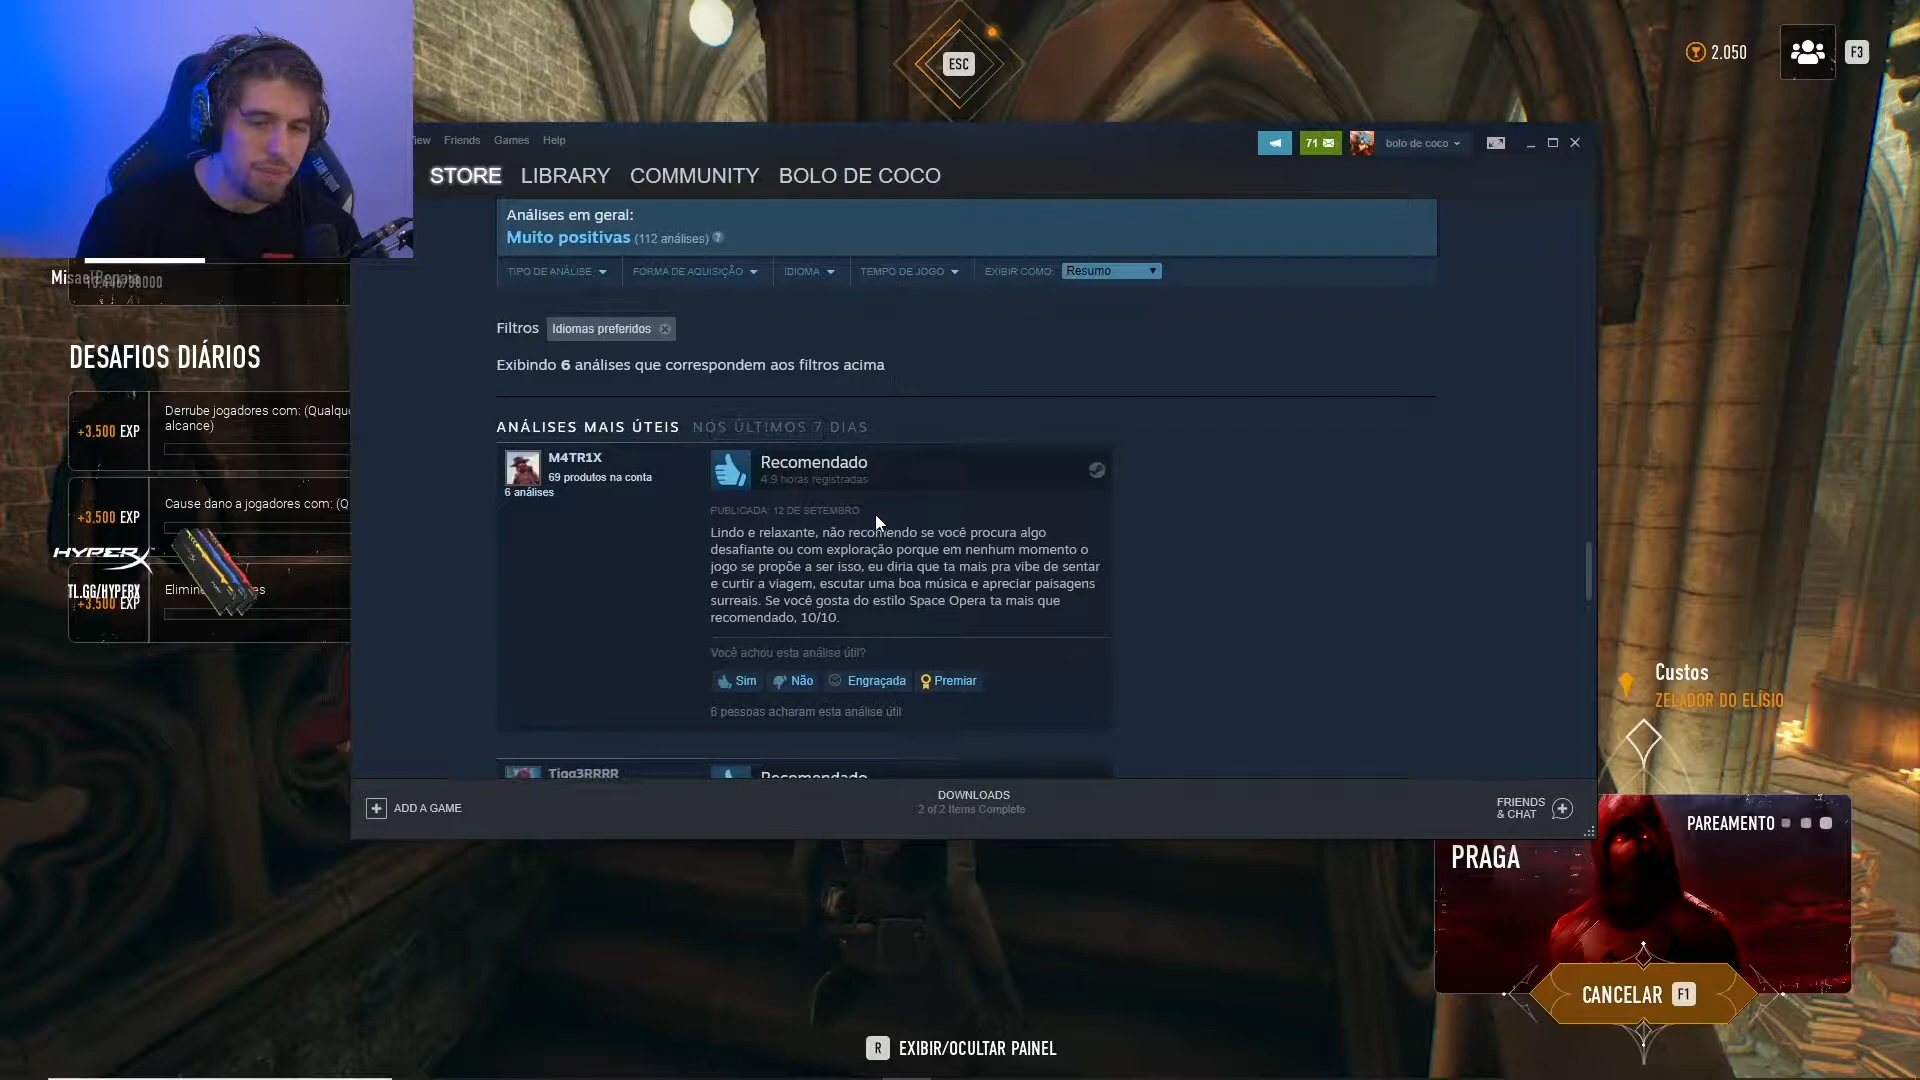 ESC
2.050
F3
iew Friends Games Help
71
bolo de coco
STORE LIBRARY COMMUNITY BOLO DE COCO
Análises em geral:
Muito positivas (112 análises) ?
TIPO DE ANÁLISE FORMA DE AQUISIÇÃO IDIOMA TEMPO DE JOGO EXIBIR COMO: Resumo
Filtros Idiomas preferidos
Exibindo 6 análises que correspondem aos filtros acima
ANÁLISES MAIS ÚTEIS NOS ÚLTIMOS 7 DIAS
M4TR1X
69 produtos na conta
6 análises
Recomendado
4.9 horas registradas
PUBLICADA: 12 DE SETEMBRO
Lindo e relaxante, não recomendo se você procura algo
desafiante ou com exploração porque em nenhum momento o
jogo se propõe a ser isso, eu diria que ta mais pra vibe de sentar
e curtir a viagem, escutar uma boa música e apreciar paisagens
surreais. Se você gosta do estilo Space Opera ta mais que
recomendado, 10/10.
Você achou esta análise útil?
Sim Não Engraçada Premiar
6 pessoas acharam esta análise útil
Tigg3RRRR
Recomendado
ADD A GAME
DOWNLOADS
2 of 2 Items Complete
FRIENDS
& CHAT
DESAFIOS DIÁRIOS
+3.500 EXP
Derrube jogadores com: (Qualqu
alcance)
+3.500 EXP
Cause dano a jogadores com: (Q
HYPERX
TL.GG/HYPERX
+3.500 EXP
Custos
ZELADOR DO ELÍSIO
PAREAMENTO
PRAGA
CANCELAR F1
R EXIBIR/OCULTAR PAINEL